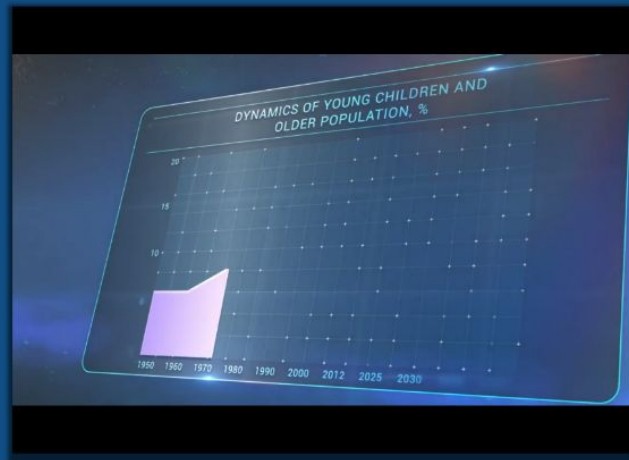 DYNAMICS OF YOUNG CHILDREN AND
OLDER POPULATION, %
20
15
10
1950 1960 1970 1980 1990 2000 2012 2025 2030